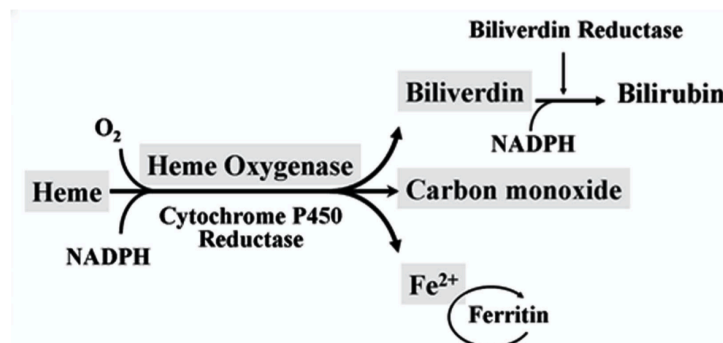 Biliverdin Reductase
Biliverdin
Bilirubin
NADPH
O₂
Heme Oxygenase
Heme
Carbon monoxide
Cytochrome P450
Reductase
NADPH
Fe²⁺
Ferritin